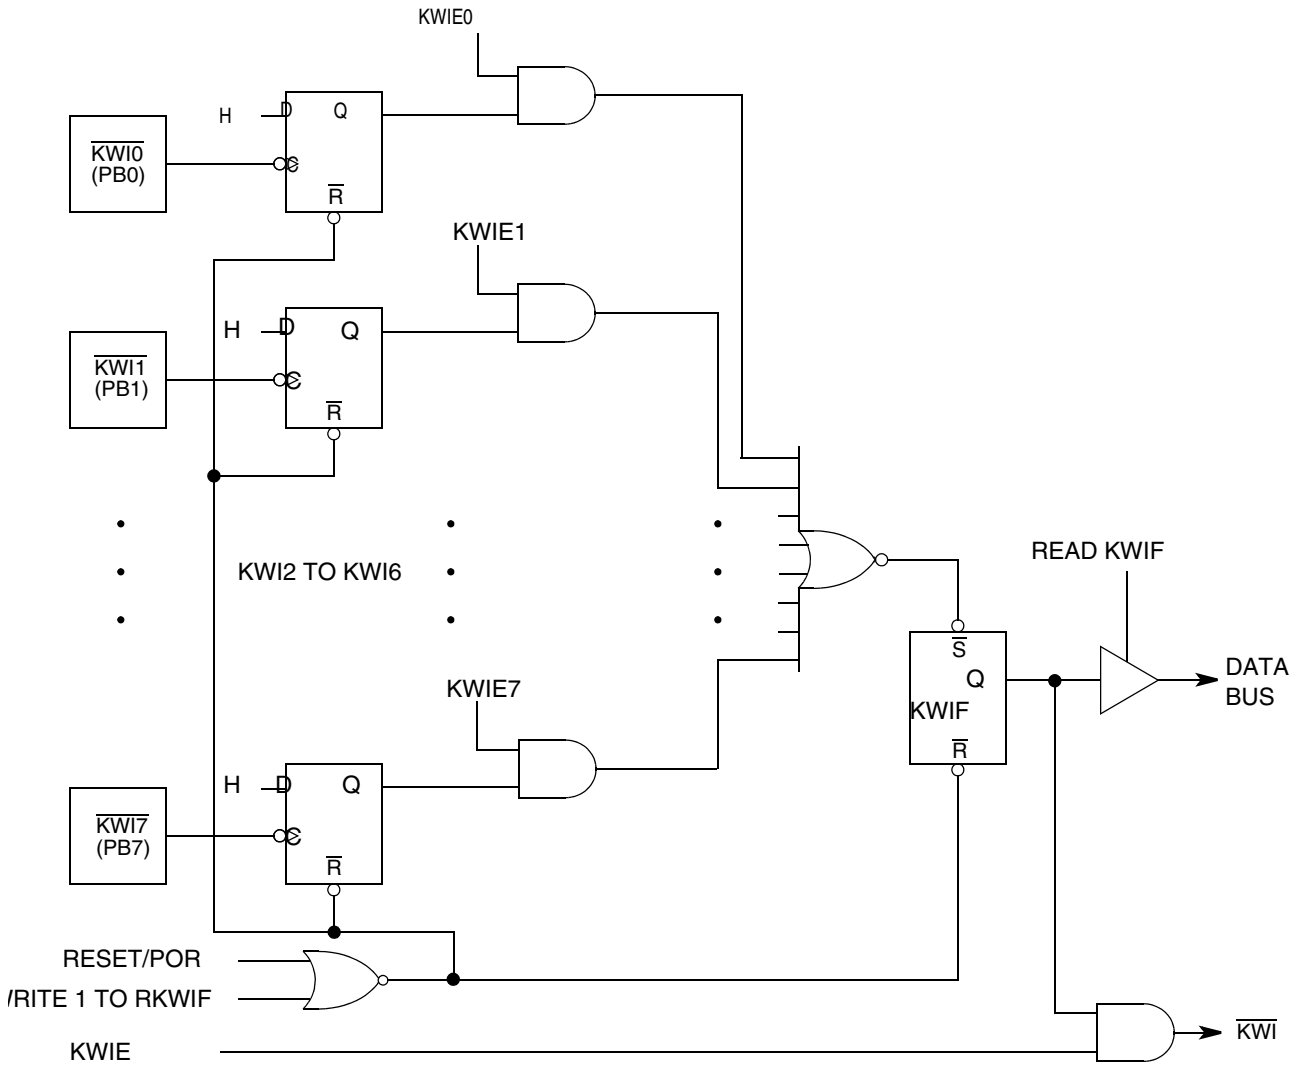 KWIE0
H D Q
KWI0
(PB0)
C
R
KWIE1
H D Q
KWI1
(PB1)
C
R
KWI2 TO KWI6
READ KWIF
S
Q
KWIF
R
DATA
BUS
KWIE7
H D Q
KWI7
(PB7)
C
R
RESET/POR
RITE 1 TO RKWIF
KWIE
KWI